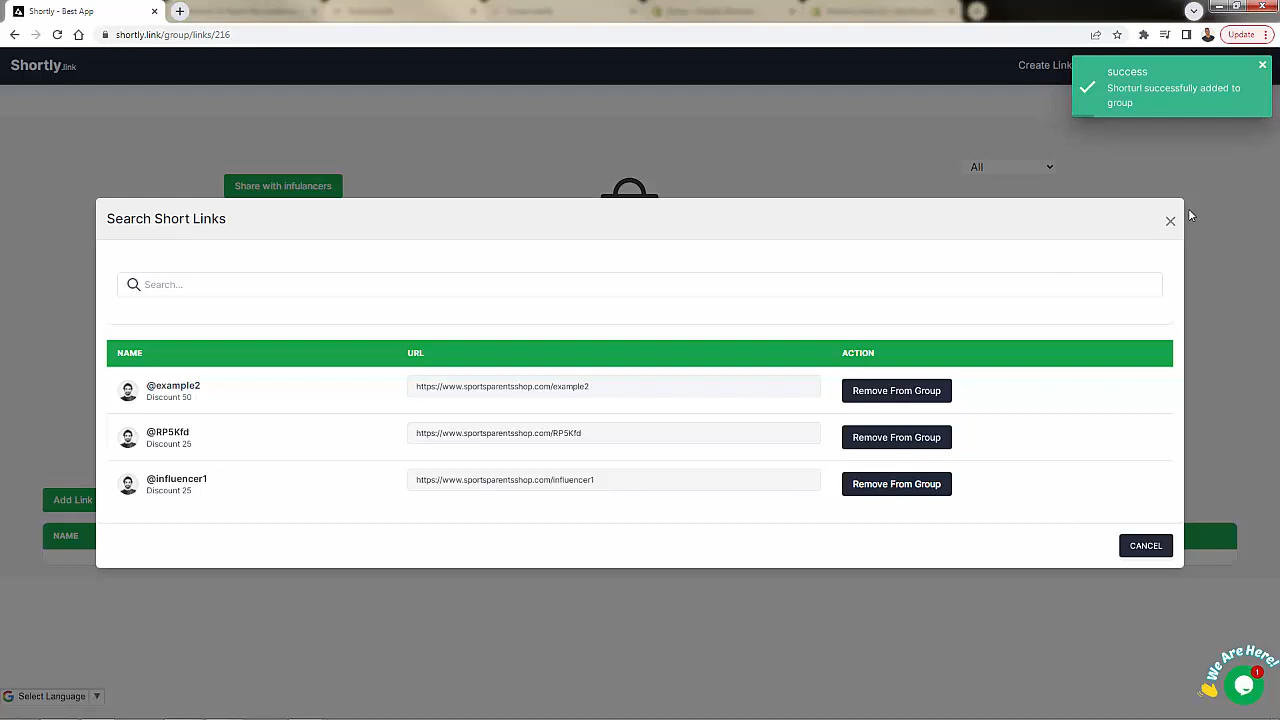 Shortly - Best App
shortly.link/group/links/216
Update
Shortly.link
Create Link
success
Shorturl successfully added to
group
All
Share with infulancers
Search Short Links
Search...
NAME
URL
ACTION
@example2
Discount 50
https://www.sportsparentsshop.com/example2
Remove From Group
@RP5Kfd
Discount 25
https://www.sportsparentsshop.com/RP5Kfd
Remove From Group
@influencer1
Discount 25
https://www.sportsparentsshop.com/influencer1
Remove From Group
Add Link
NAME
CANCEL
We Are Here!
1
Select Language